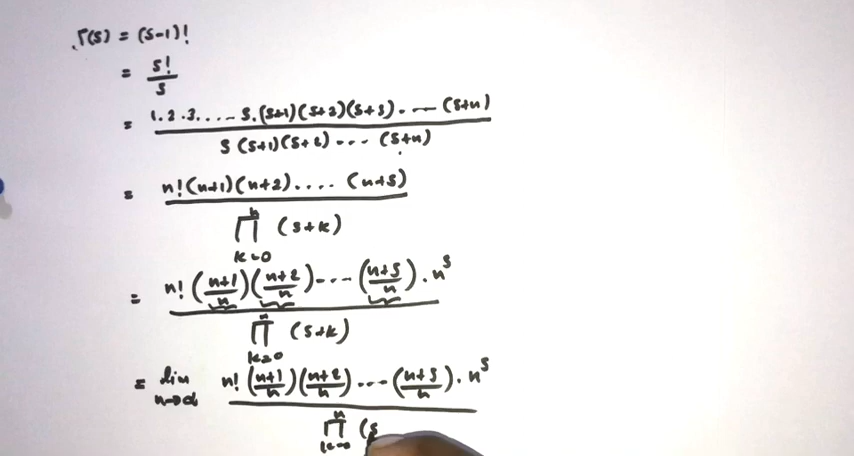 Γ(s) = (s-1)!
= s!/s
= 1.2.3....- s.(s+1)(s+2)(s+3).-- (s+n) / s(s+1)(s+2)--- (s+n)
= n!(n+1)(n+2).... (n+s) / ∏_{k=0}^{n} (s+k)
= n! ((n+1)/n)((n+2)/n)---((n+s)/n).n^s / ∏_{k=0}^{n} (s+k)
= lim_{n→α} n! ((n+1)/n)((n+2)/n)---((n+s)/n).n^s / ∏_{k=0}^{n} (s